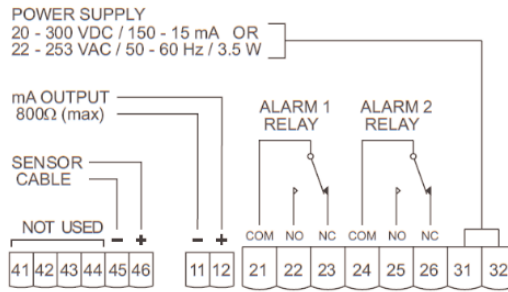 POWER SUPPLY
20 - 300 VDC / 150 - 15 mA OR
22 - 253 VAC / 50 - 60 Hz / 3.5 W
mA OUTPUT
800Ω (max)
ALARM 1
RELAY
ALARM 2
RELAY
SENSOR
CABLE
NOT USED
- + - + COM NO NC COM NO NC
41 42 43 44 45 46 11 12 21 22 23 24 25 26 31 32